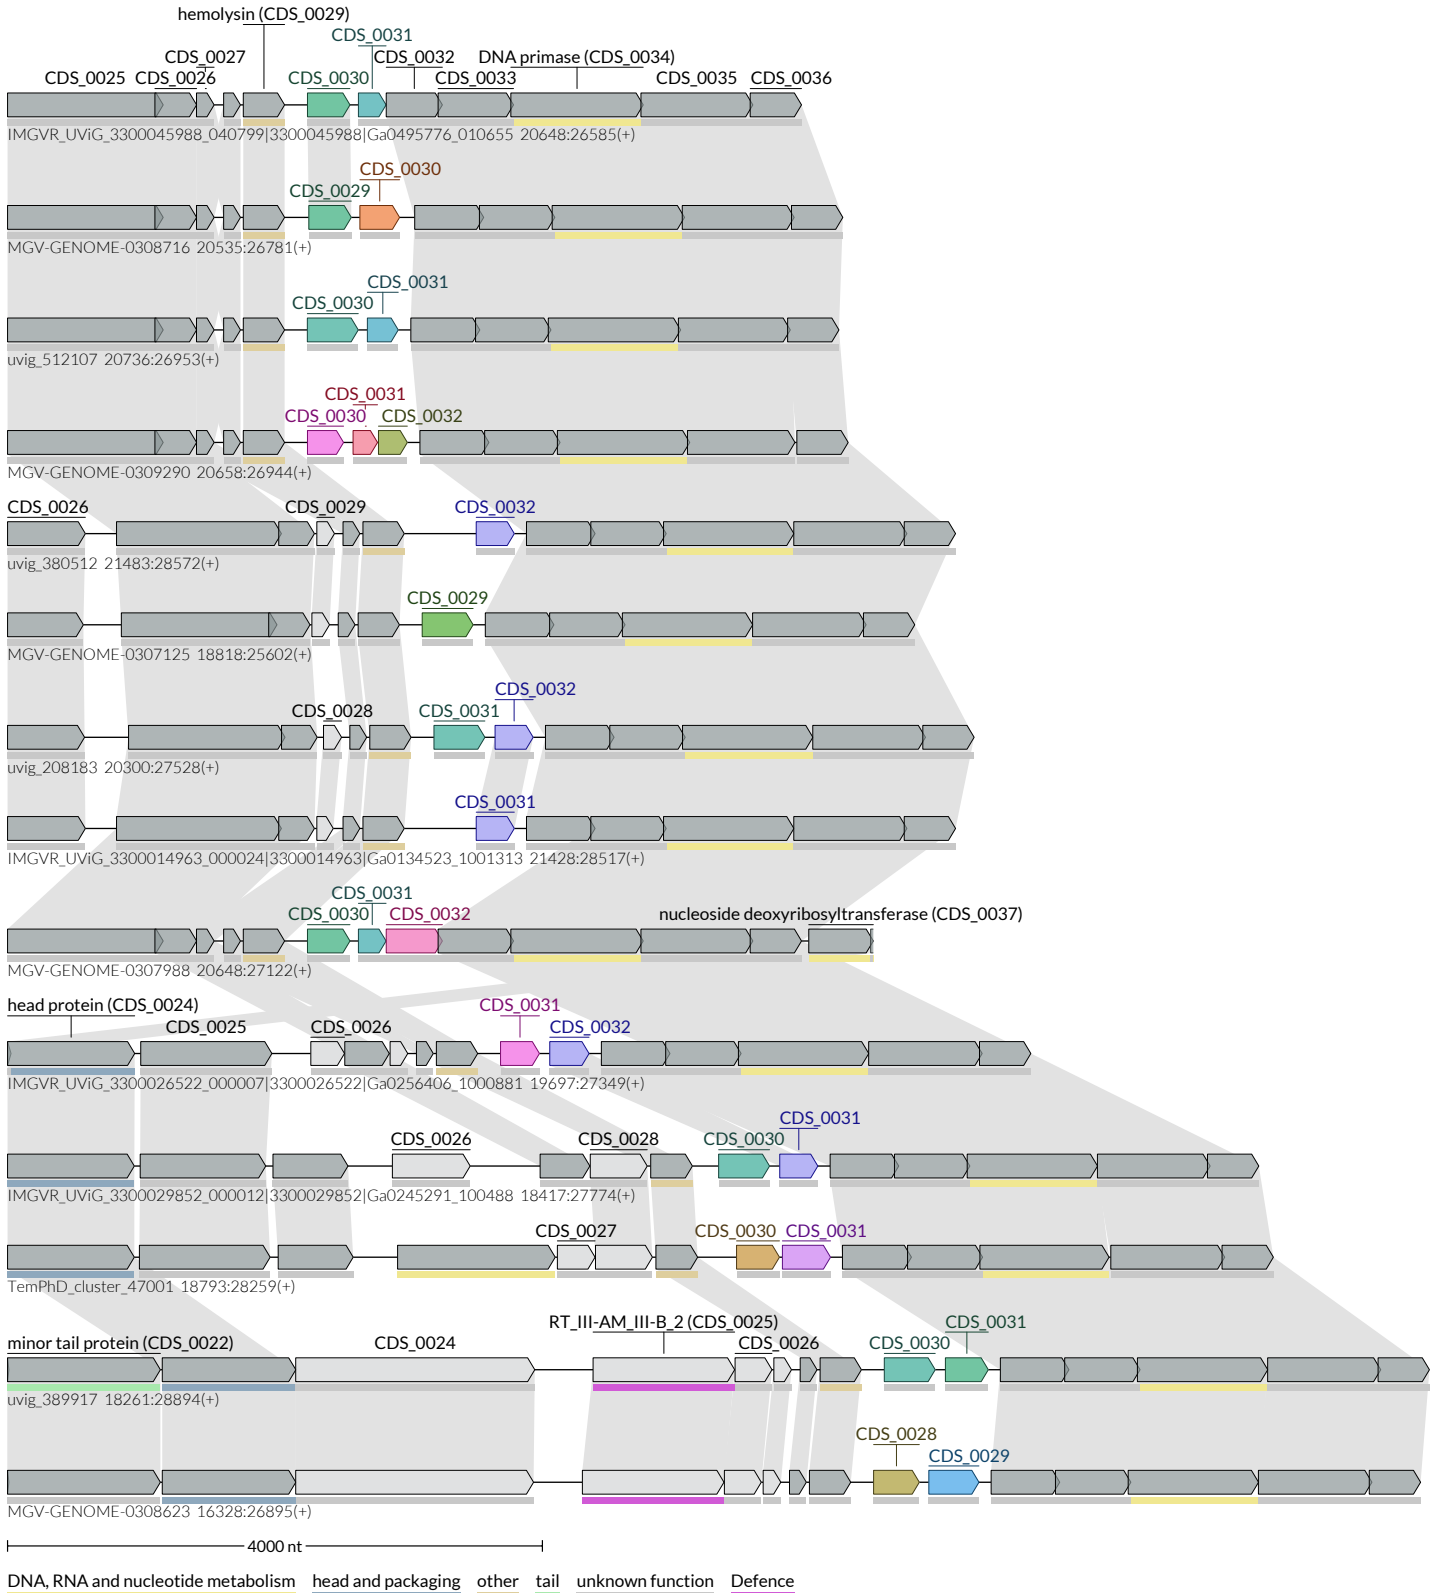 hemolysin (CDS_0029)
CDS_0031
CDS_0027 CDS_0032 DNA primase (CDS_0034)
CDS_0025 CDS_0026 CDS_0030 CDS_0033 CDS_0035 CDS_0036
IMGVR_UViG_3300045988_040799|3300045988|Ga0495776_010655 20648:26585(+)
CDS_0030
CDS_0029
MGV-GENOME-0308716 20535:26781(+)
CDS_0031
CDS_0030
uvig_512107 20736:26953(+)
CDS_0031
CDS_0030 CDS_0032
MGV-GENOME-0309290 20658:26944(+)
CDS_0026 CDS_0029 CDS_0032
uvig_380512 21483:28572(+)
CDS_0029
MGV-GENOME-0307125 18818:25602(+)
CDS_0032
CDS_0028 CDS_0031
uvig_208183 20300:27528(+)
CDS_0031
IMGVR_UViG_3300014963_000024|3300014963|Ga0134523_1001313 21428:28517(+)
CDS_0031
CDS_0030 CDS_0032 nucleoside deoxyribosyltransferase (CDS_0037)
MGV-GENOME-0307988 20648:27122(+)
head protein (CDS_0024) CDS_0031
CDS_0025 CDS_0026 CDS_0032
IMGVR_UViG_3300026522_000007|3300026522|Ga0256406_1000881 19697:27349(+)
CDS_0031
CDS_0026 CDS_0028 CDS_0030
IMGVR_UViG_3300029852_000012|3300029852|Ga0245291_100488 18417:27774(+)
CDS_0027 CDS_0030 CDS_0031
TemPhD_cluster_47001 18793:28259(+)
RT_III-AM_III-B_2 (CDS_0025) CDS_0031
minor tail protein (CDS_0022) CDS_0024 CDS_0026 CDS_0030
uvig_389917 18261:28894(+)
CDS_0028
CDS_0029
MGV-GENOME-0308623 16328:26895(+)
4000 nt
DNA, RNA and nucleotide metabolism head and packaging other tail unknown function Defence